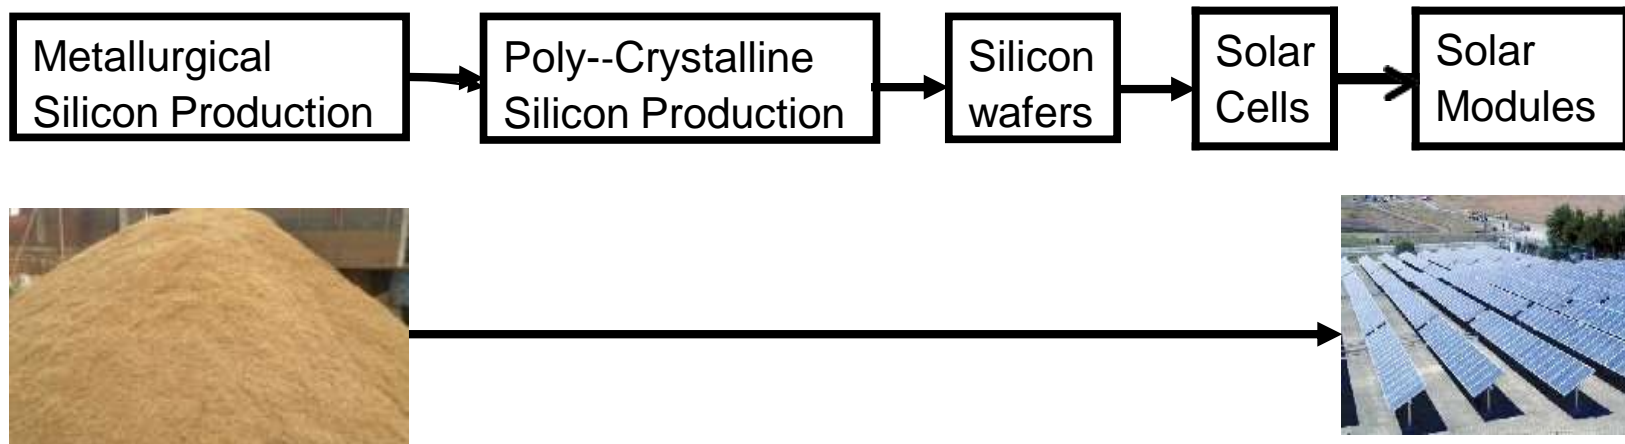 Metallurgical
Silicon Production
Poly--Crystalline
Silicon Production
Silicon
wafers
Solar
Cells
Solar
Modules